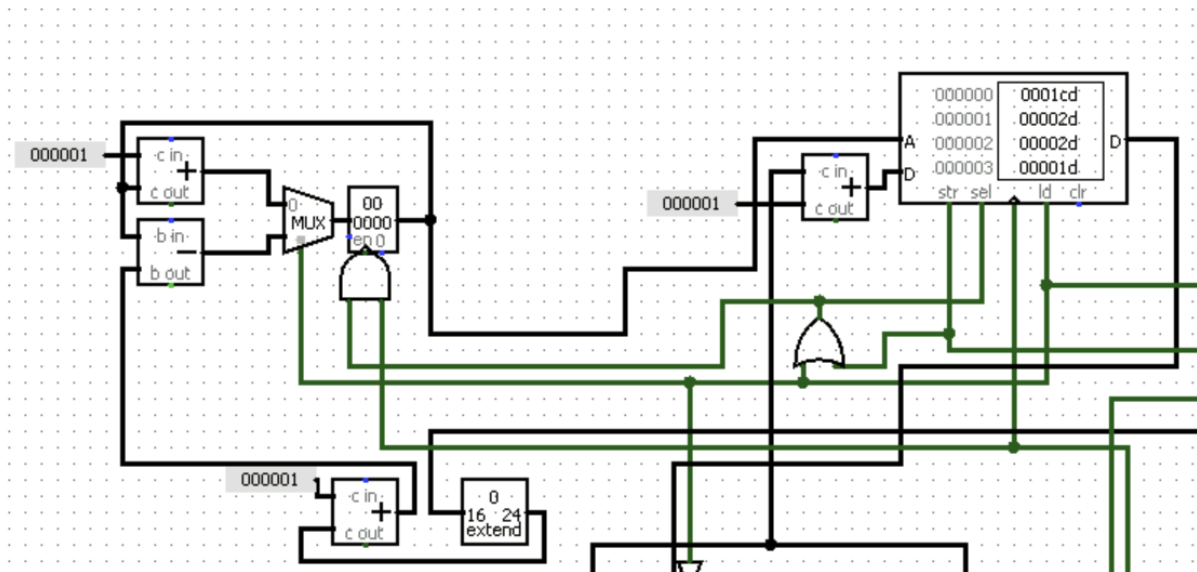 000001
c in
+
c out
b in
−
b out
0
MUX
00
0000
en 0
000001
c in
+
c out
A
D
000000 0001cd
000001 00002d
000002 00002d
000003 00001d
D
str sel ld clr
000001
c in
+
c out
0
16 24
extend